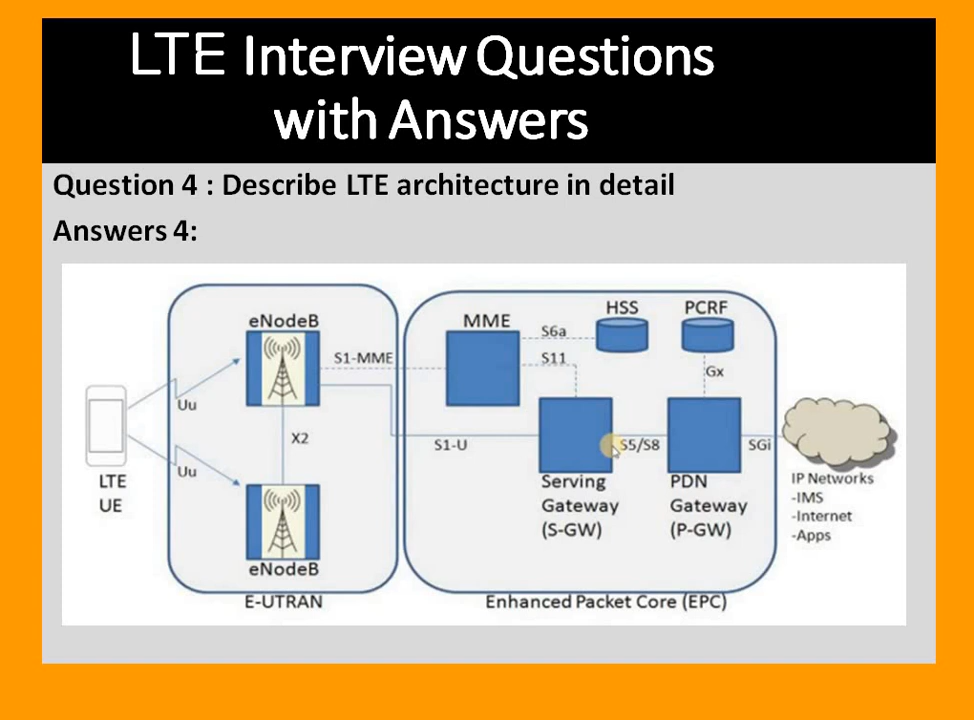 LTE Interview Questions
with Answers
Question 4 : Describe LTE architecture in detail
Answers 4:
eNodeB
MME
HSS
PCRF
S6a
S1-MME
S11
Gx
Uu
X2
S1-U
S5/S8
SGi
Uu
LTE
UE
Serving
Gateway
(S-GW)
PDN
Gateway
(P-GW)
IP Networks
-IMS
-Internet
-Apps
eNodeB
E-UTRAN
Enhanced Packet Core (EPC)